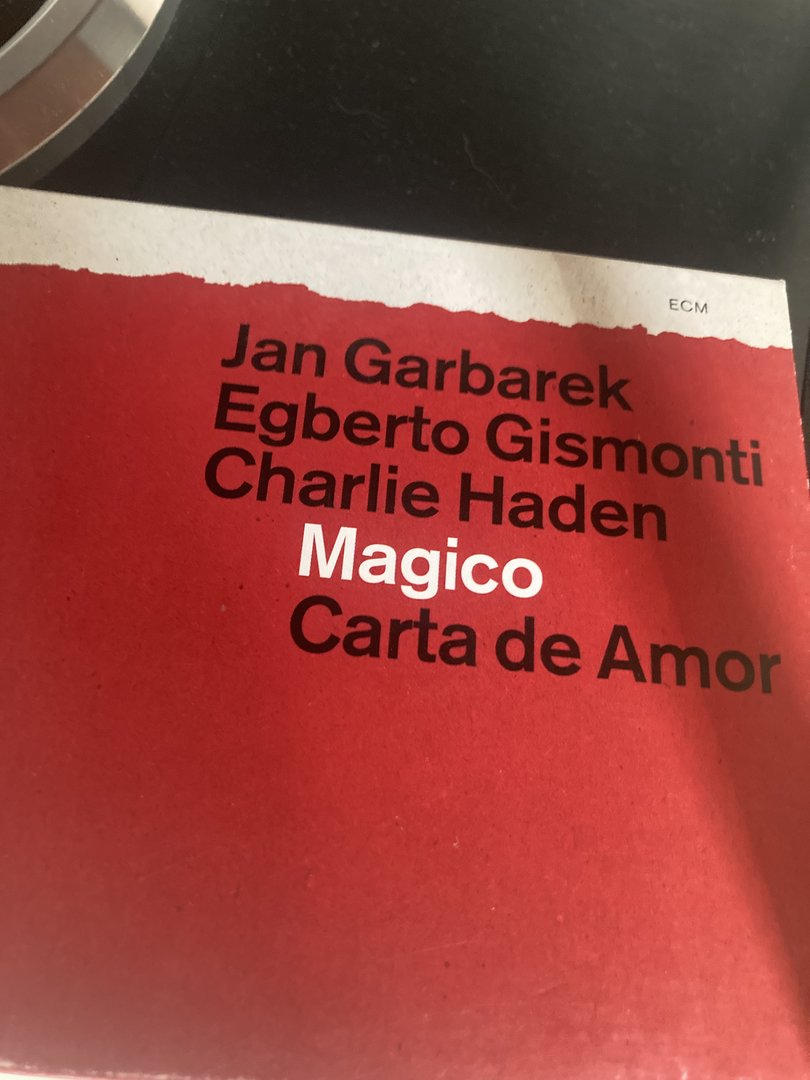 ECM
Jan Garbarek
Egberto Gismonti
Charlie Haden
Magico
Carta de Amor